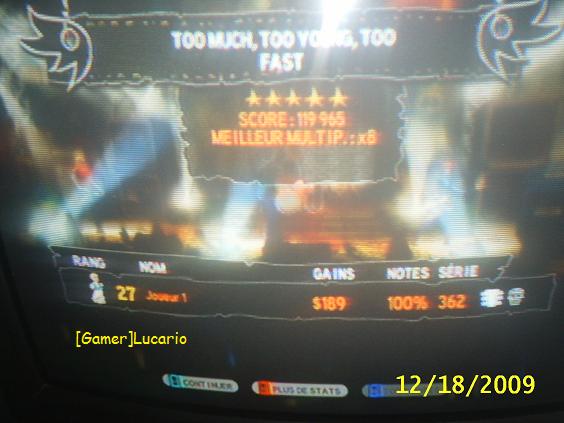 TOO MUCH, TOO YOUNG, TOO
FAST
SCORE: 119 965
MEILLEUR MULTIP.: x8
RANG NOM GAINS NOTES SÉRIE
27 Joueur 1 $189 100% 362
[Gamer]Lucario
CONTINUER PLUS DE STATS
12/18/2009